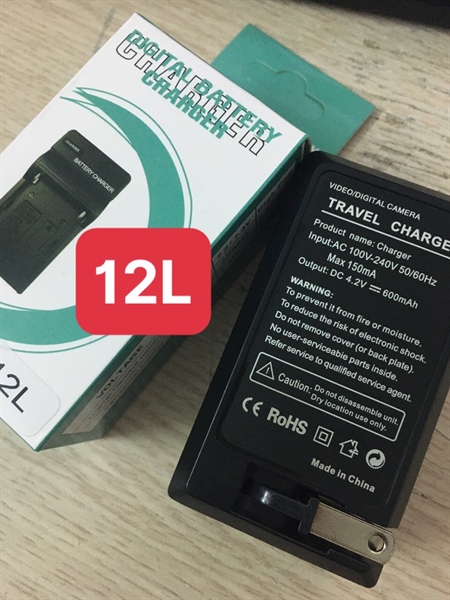 DIGITAL BATTERY
CHARGER
CHARGER
BATTERY CHARGER
12L
12L
VIDEO/DIGITAL CAMERA
TRAVEL CHARGE
Product name: Charger
Input:AC 100V-240V 50/60Hz
Max 150mA
Output: DC 4.2V ⎓ 600mAh
WARNING:
To prevent it from fire or moisture.
To reduce the risk of electronic shock.
Do not remove cover (or back plate).
No user-serviceable parts inside.
Refer service to qualified service agent.
Caution: Do not disassemble unit.
Dry location use only.
CE RoHS
Made in China